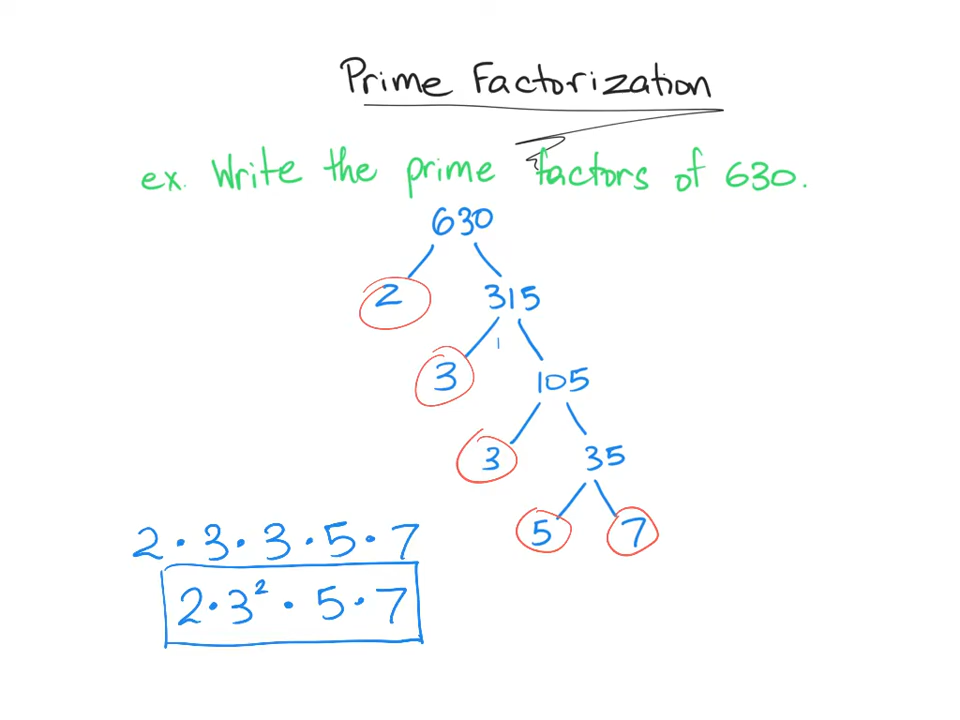 Prime Factorization
ex. Write the prime factors of 630.
630
2 315
3 105
3 35
5 7
2 · 3 · 3 · 5 · 7
2 · 3² · 5 · 7